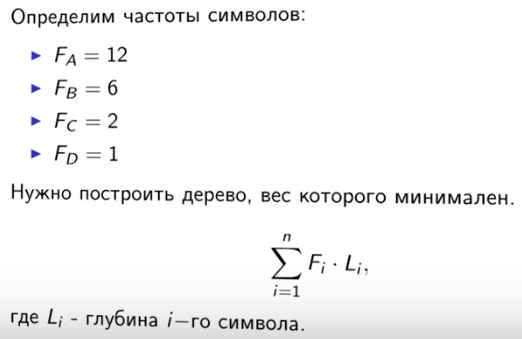 Определим частоты символов:
▶ F_A = 12
▶ F_B = 6
▶ F_C = 2
▶ F_D = 1
Нужно построить дерево, вес которого минимален.
n
∑ F_i · L_i,
i=1
где L_i - глубина i−го символа.